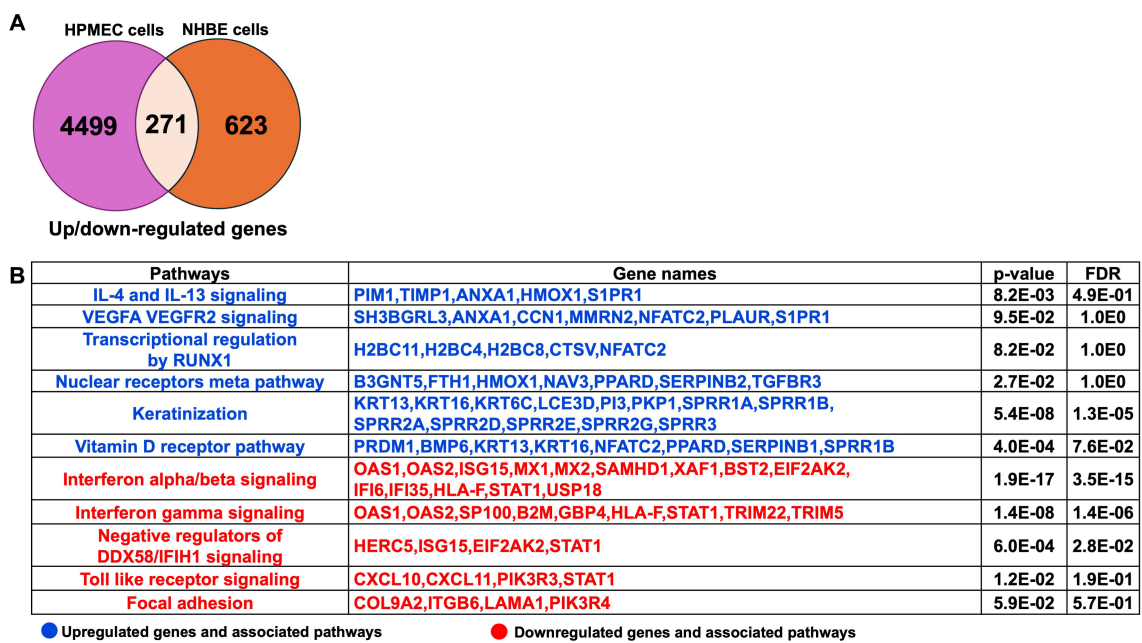 A
HPMEC cells NHBE cells
4499 271 623
Up/down-regulated genes
B
Pathways Gene names p-value FDR
IL-4 and IL-13 signaling PIM1,TIMP1,ANXA1,HMOX1,S1PR1 8.2E-03 4.9E-01
VEGFA VEGFR2 signaling SH3BGRL3,ANXA1,CCN1,MMRN2,NFATC2,PLAUR,S1PR1 9.5E-02 1.0E0
Transcriptional regulation
by RUNX1 H2BC11,H2BC4,H2BC8,CTSV,NFATC2 8.2E-02 1.0E0
Nuclear receptors meta pathway B3GNT5,FTH1,HMOX1,NAV3,PPARD,SERPINB2,TGFBR3 2.7E-02 1.0E0
Keratinization KRT13,KRT16,KRT6C,LCE3D,PI3,PKP1,SPRR1A,SPRR1B,
SPRR2A,SPRR2D,SPRR2E,SPRR2G,SPRR3 5.4E-08 1.3E-05
Vitamin D receptor pathway PRDM1,BMP6,KRT13,KRT16,NFATC2,PPARD,SERPINB1,SPRR1B 4.0E-04 7.6E-02
Interferon alpha/beta signaling OAS1,OAS2,ISG15,MX1,MX2,SAMHD1,XAF1,BST2,EIF2AK2,
IFI6,IFI35,HLA-F,STAT1,USP18 1.9E-17 3.5E-15
Interferon gamma signaling OAS1,OAS2,SP100,B2M,GBP4,HLA-F,STAT1,TRIM22,TRIM5 1.4E-08 1.4E-06
Negative regulators of
DDX58/IFIH1 signaling HERC5,ISG15,EIF2AK2,STAT1 6.0E-04 2.8E-02
Toll like receptor signaling CXCL10,CXCL11,PIK3R3,STAT1 1.2E-02 1.9E-01
Focal adhesion COL9A2,ITGB6,LAMA1,PIK3R4 5.9E-02 5.7E-01
Upregulated genes and associated pathways Downregulated genes and associated pathways